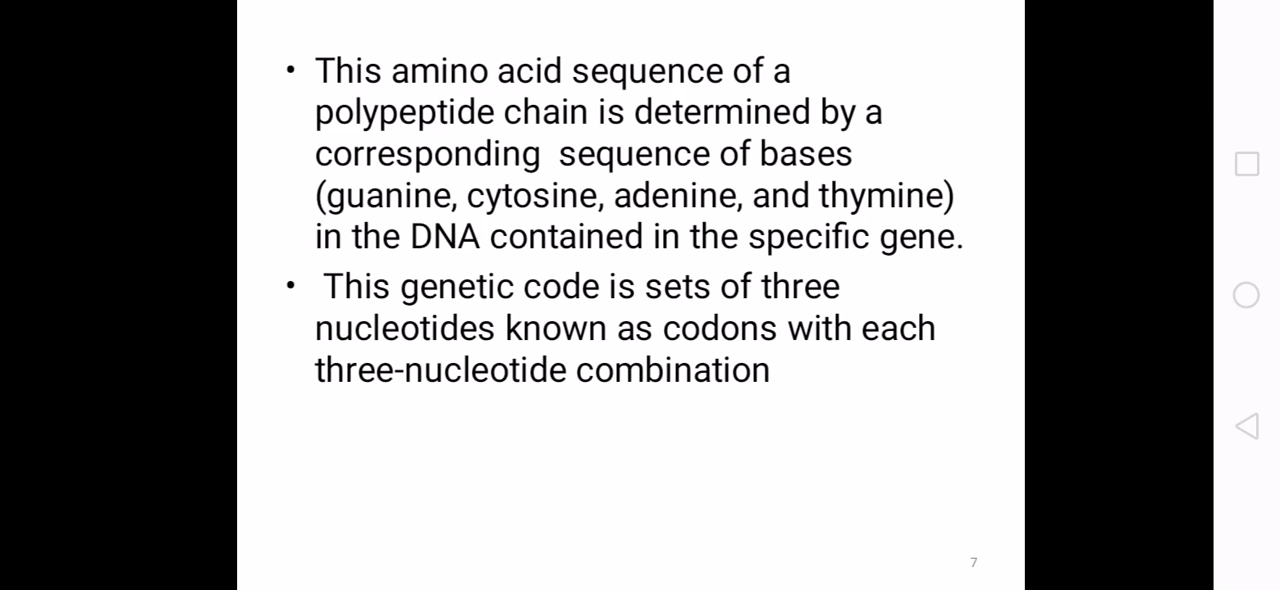 • This amino acid sequence of a
polypeptide chain is determined by a
corresponding  sequence of bases
(guanine, cytosine, adenine, and thymine)
in the DNA contained in the specific gene.
•  This genetic code is sets of three
nucleotides known as codons with each
three-nucleotide combination
7